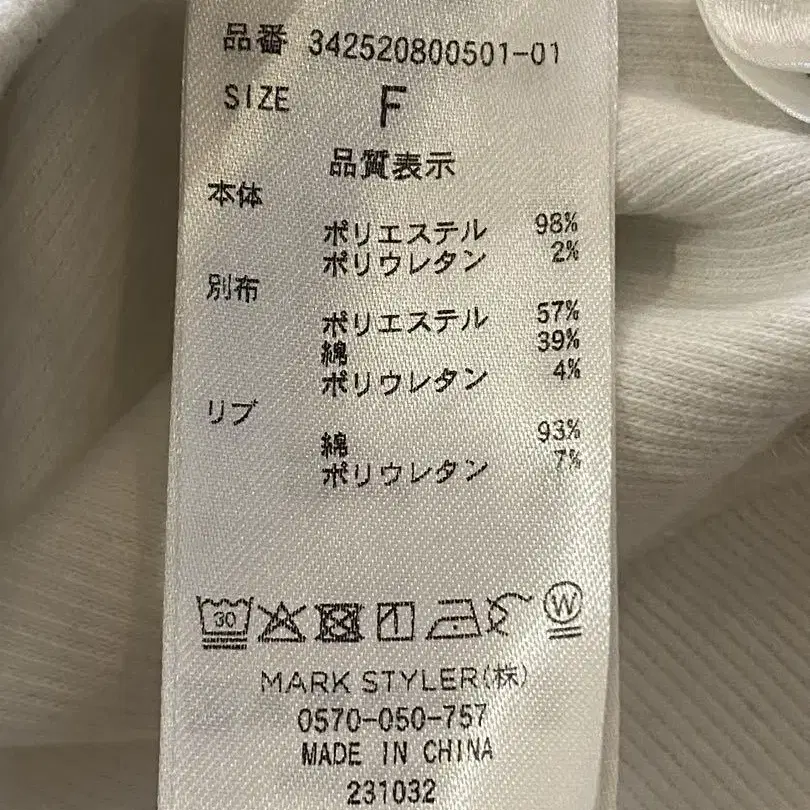 品番 342520800501-01
SIZE F
品質表示
本体
ポリエステル 98%
ポリウレタン 2%
別布
ポリエステル 57%
綿 39%
ポリウレタン 4%
リブ
綿 93%
ポリウレタン 7%
30 W
MARK STYLER(株)
0570-050-757
MADE IN CHINA
231032